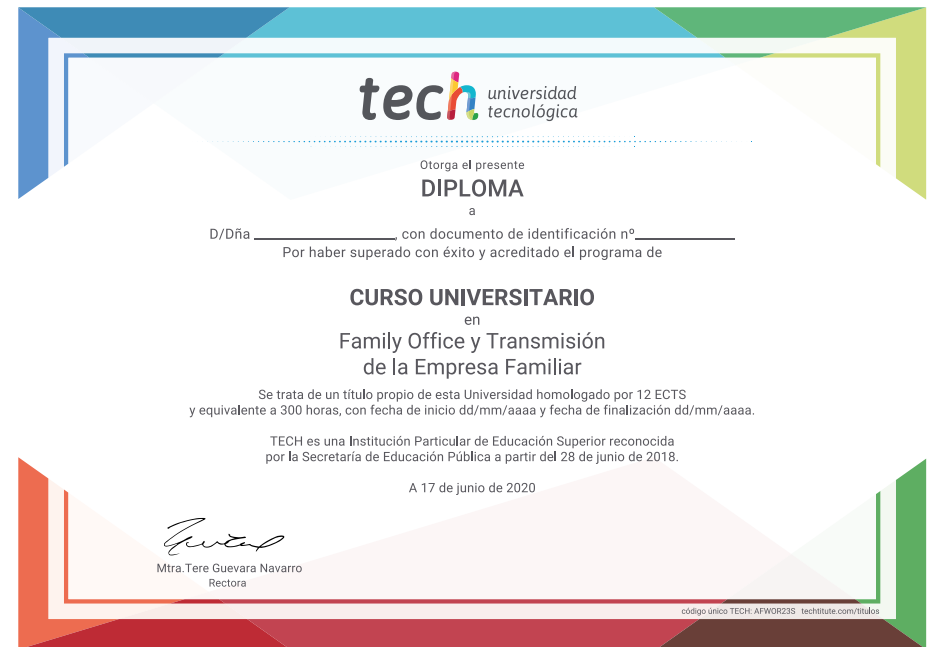 tech universidad
tecnológica
Otorga el presente
DIPLOMA
a
D/Dña ____________________, con documento de identificación nº______________
Por haber superado con éxito y acreditado el programa de
CURSO UNIVERSITARIO
en
Family Office y Transmisión
de la Empresa Familiar
Se trata de un título propio de esta Universidad homologado por 12 ECTS
y equivalente a 300 horas, con fecha de inicio dd/mm/aaaa y fecha de finalización dd/mm/aaaa.
TECH es una Institución Particular de Educación Superior reconocida
por la Secretaría de Educación Pública a partir del 28 de junio de 2018.
A 17 de junio de 2020
Mtra.Tere Guevara Navarro
Rectora
código único TECH: AFWOR23S techtitute.com/titulos